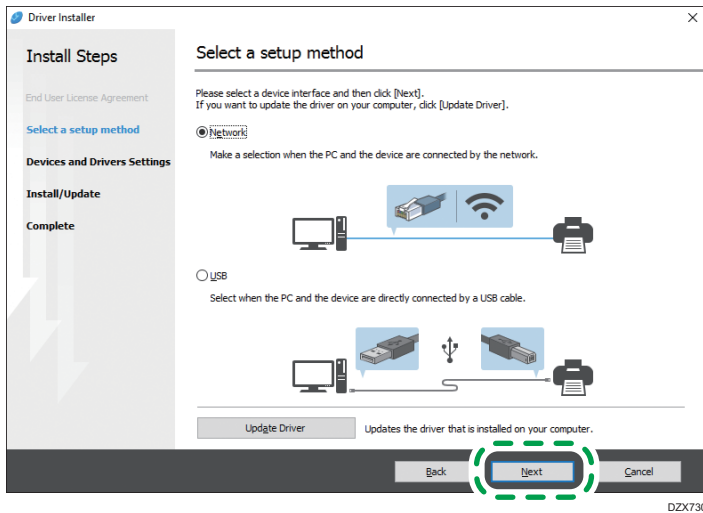 Driver Installer
Install Steps
End User License Agreement
Select a setup method
Devices and Drivers Settings
Install/Update
Complete
Select a setup method
Please select a device interface and then click [Next].
If you want to update the driver on your computer, click [Update Driver].
Network
Make a selection when the PC and the device are connected by the network.
USB
Select when the PC and the device are directly connected by a USB cable.
Update Driver
Updates the driver that is installed on your computer.
Back
Next
Cancel
DZX730